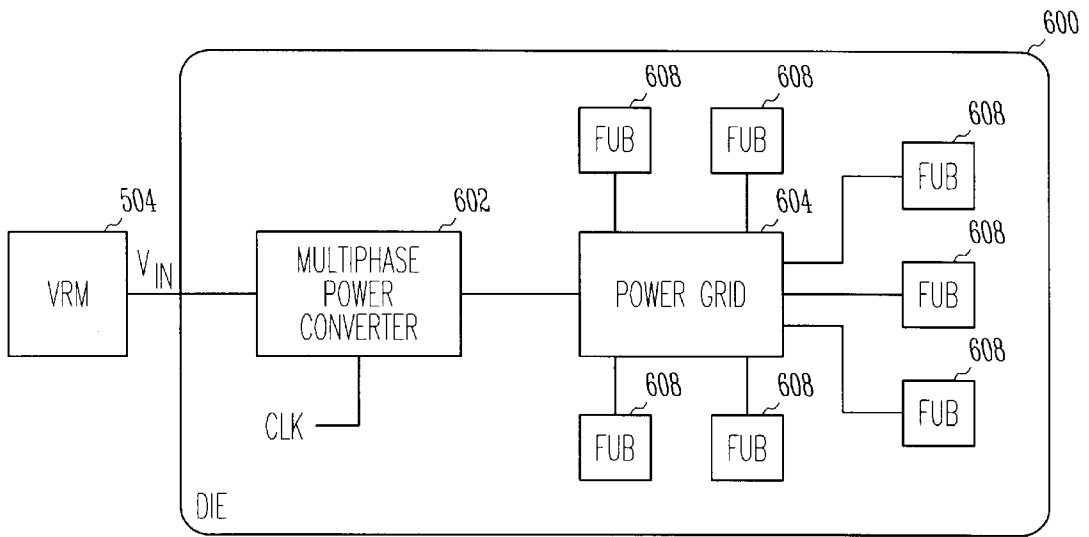 600
608
608
FUB
FUB
608
FUB
504
602
604
VRM
V IN
MULTIPHASE
POWER
CONVERTER
POWER GRID
608
FUB
CLK
608
608
FUB
FUB
608
FUB
DIE